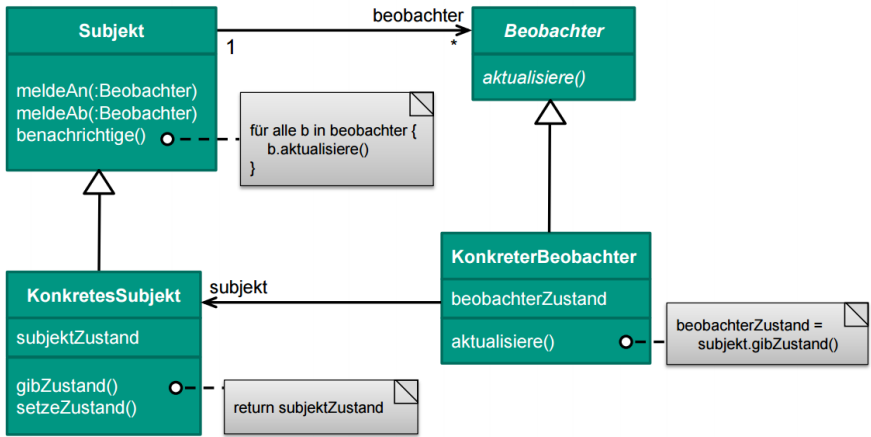 Subjekt
beobachter
1
*
Beobachter
aktualisiere()
meldeAn(:Beobachter)
meldeAb(:Beobachter)
benachrichtige()
für alle b in beobachter {
b.aktualisiere()
}
KonkretesSubjekt
subjektZustand
gibZustand()
setzeZustand()
return subjektZustand
subjekt
KonkreterBeobachter
beobachterZustand
aktualisiere()
beobachterZustand =
subjekt.gibZustand()